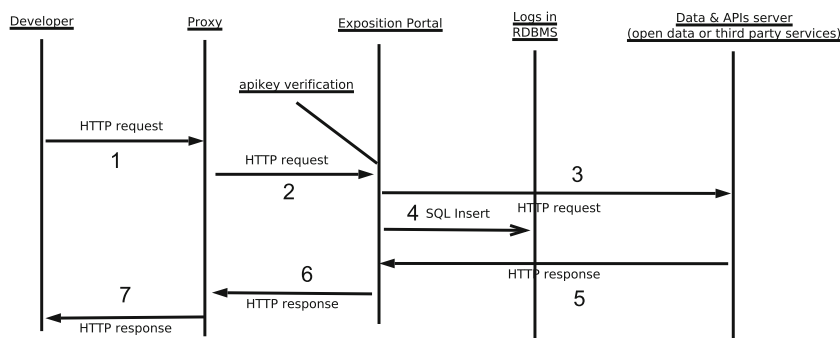 Developer
Proxy
Exposition Portal
Logs in
RDBMS
Data & APIs server
(open data or third party services)
apikey verification
HTTP request
1
HTTP request
2
3
HTTP request
4 SQL Insert
HTTP response
5
6
HTTP response
7
HTTP response